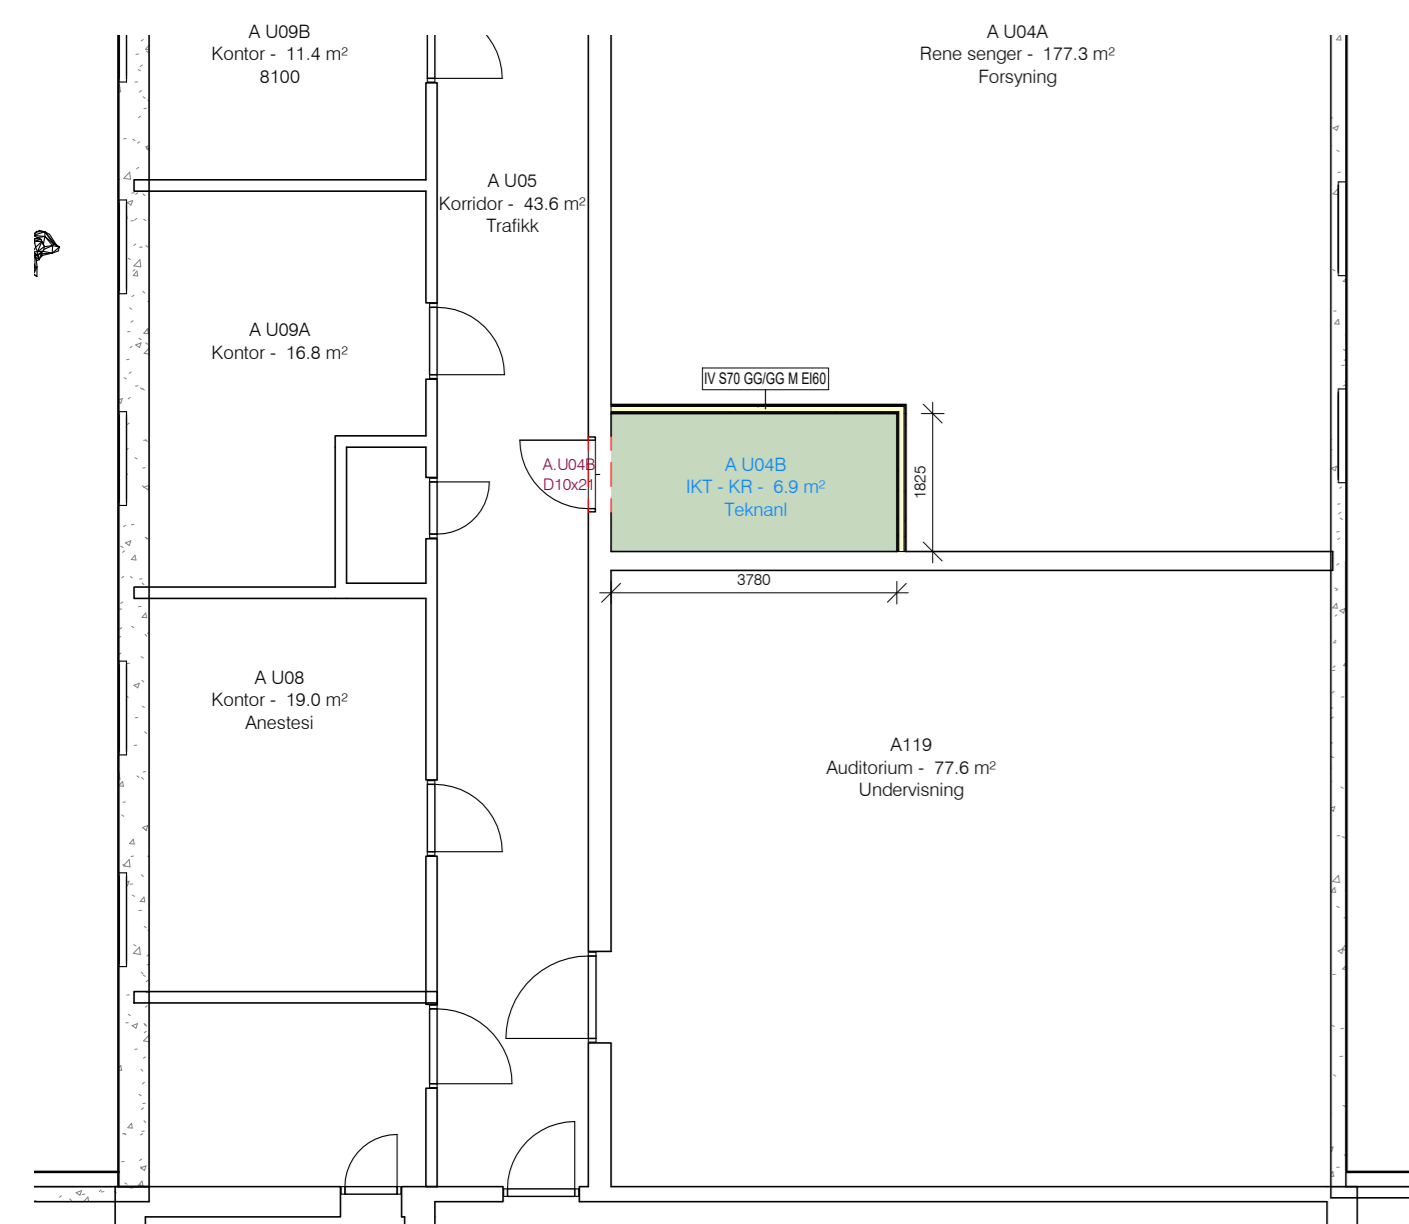 A U09B
Kontor - 11.4 m²
8100
A U04A
Rene senger - 177.3 m²
Forsyning
A U05
Korridor - 43.6 m²
Trafikk
A U09A
Kontor - 16.8 m²
IV S70 GG/GG M EI60
A.U04B
D10x21
A U04B
IKT - KR - 6.9 m²
Teknanl
1825
3780
A U08
Kontor - 19.0 m²
Anestesi
A119
Auditorium - 77.6 m²
Undervisning